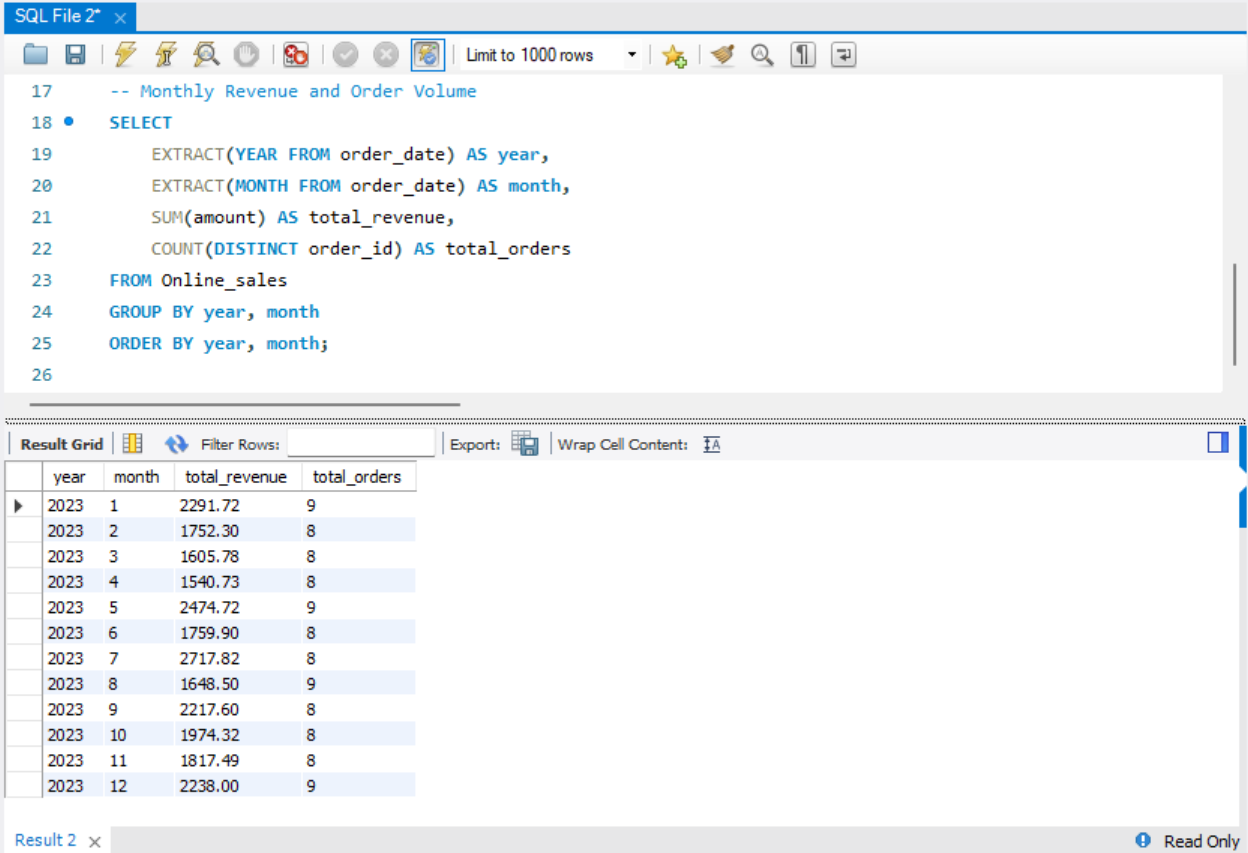 SQL File 2*
Limit to 1000 rows
17 -- Monthly Revenue and Order Volume
18 SELECT
19 EXTRACT(YEAR FROM order_date) AS year,
20 EXTRACT(MONTH FROM order_date) AS month,
21 SUM(amount) AS total_revenue,
22 COUNT(DISTINCT order_id) AS total_orders
23 FROM Online_sales
24 GROUP BY year, month
25 ORDER BY year, month;
26
Result Grid Filter Rows: Export: Wrap Cell Content:
year month total_revenue total_orders
2023 1 2291.72 9
2023 2 1752.30 8
2023 3 1605.78 8
2023 4 1540.73 8
2023 5 2474.72 9
2023 6 1759.90 8
2023 7 2717.82 8
2023 8 1648.50 9
2023 9 2217.60 8
2023 10 1974.32 8
2023 11 1817.49 8
2023 12 2238.00 9
Result 2 Read Only